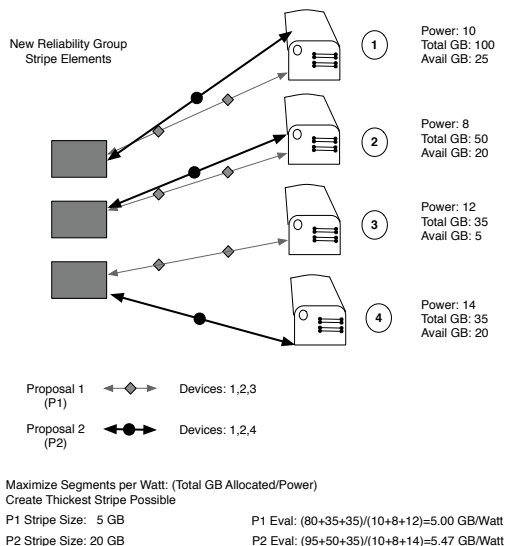 New Reliability Group
Stripe Elements
1
Power: 10
Total GB: 100
Avail GB: 25
2
Power: 8
Total GB: 50
Avail GB: 20
3
Power: 12
Total GB: 35
Avail GB: 5
4
Power: 14
Total GB: 35
Avail GB: 20
Proposal 1
(P1)
Devices: 1,2,3
Proposal 2
(P2)
Devices: 1,2,4
Maximize Segments per Watt: (Total GB Allocated/Power)
Create Thickest Stripe Possible
P1 Stripe Size: 5 GB
P1 Eval: (80+35+35)/(10+8+12)=5.00 GB/Watt
P2 Stripe Size: 20 GB
P2 Eval: (95+50+35)/(10+8+14)=5.47 GB/Watt